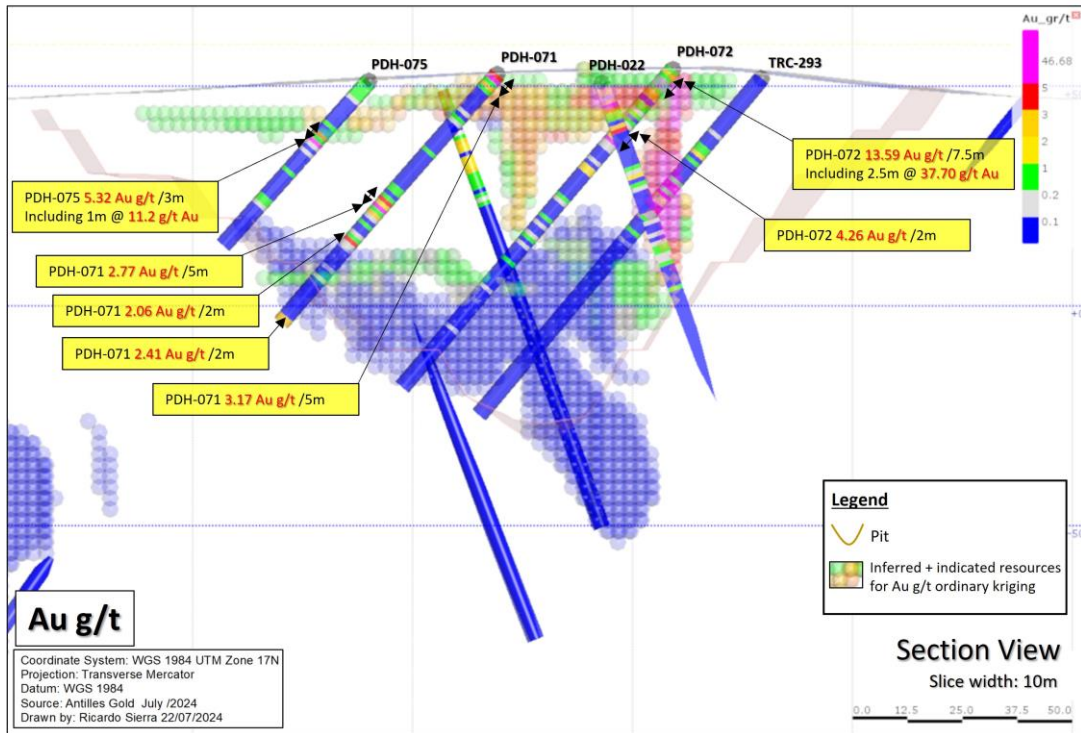 Au_gr/t
46.68
5
3
2
1
0.2
0.1
PDH-075
PDH-071
PDH-022
PDH-072
TRC-293
PDH-075 5.32 Au g/t /3m
Including 1m @ 11.2 g/t Au
PDH-071 2.77 Au g/t /5m
PDH-071 2.06 Au g/t /2m
PDH-071 2.41 Au g/t /2m
PDH-071 3.17 Au g/t /5m
PDH-072 13.59 Au g/t /7.5m
Including 2.5m @ 37.70 g/t Au
PDH-072 4.26 Au g/t /2m
Legend
Pit
Inferred + indicated resources
for Au g/t ordinary kriging
Au g/t
Coordinate System: WGS 1984 UTM Zone 17N
Projection: Transverse Mercator
Datum: WGS 1984
Source: Antilles Gold July /2024
Drawn by: Ricardo Sierra 22/07/2024
Section View
Slice width: 10m
0.0 12.5 25.00 37.5 50.0